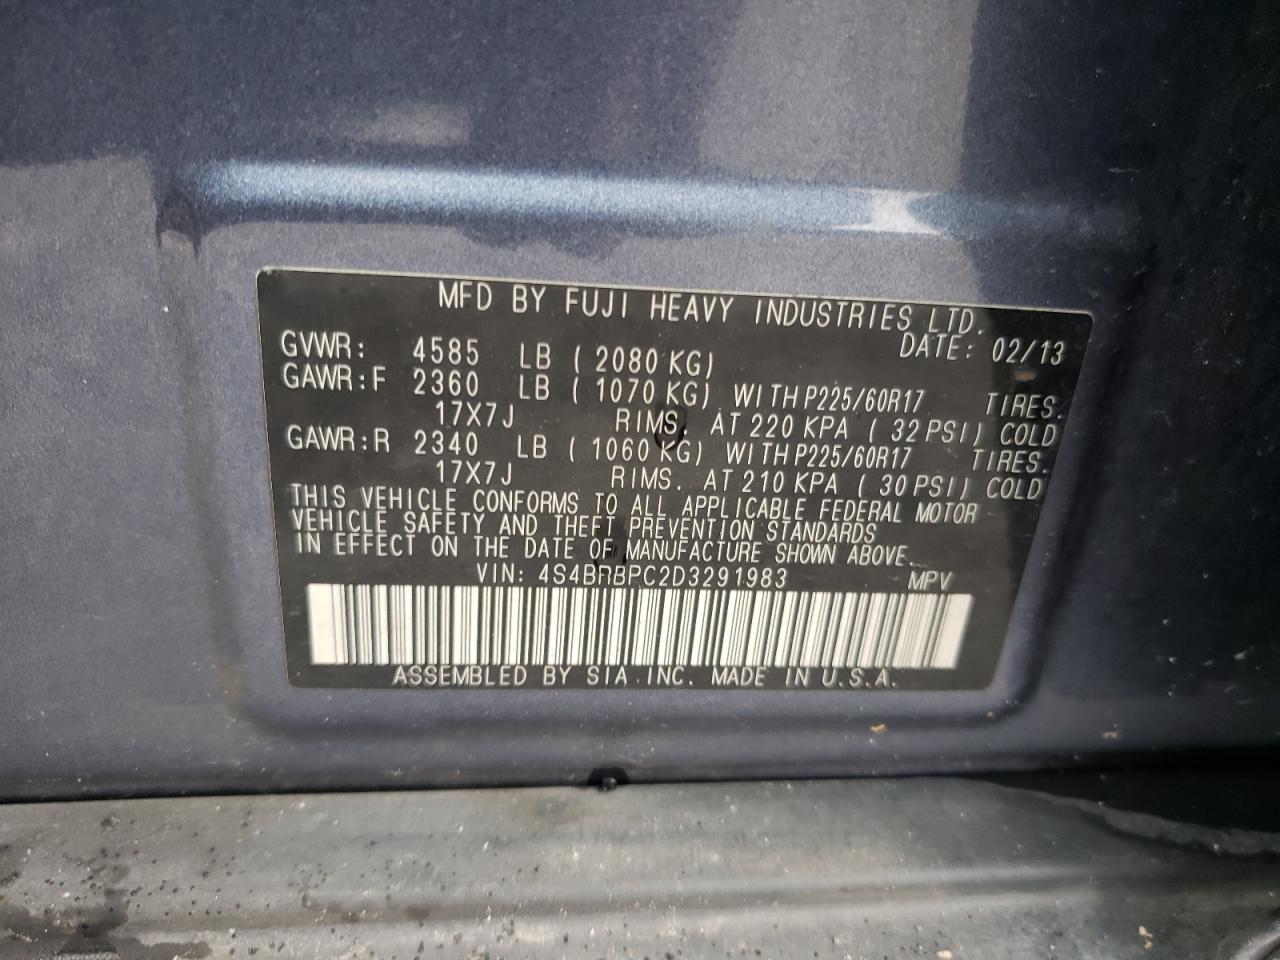 MFD BY FUJI HEAVY INDUSTRIES LTD.
DATE: 02/13
GVWR: 4585 LB ( 2080 KG)
GAWR:F 2360 LB ( 1070 KG) WITH P225/60R17 TIRES.
17X7J RIMS. AT 220 KPA ( 32 PSI) COLD
GAWR:R 2340 LB ( 1060 KG) WITH P225/60R17 TIRES.
17X7J RIMS. AT 210 KPA ( 30 PSI) COLD
THIS VEHICLE CONFORMS TO ALL APPLICABLE FEDERAL MOTOR
VEHICLE SAFETY AND THEFT PREVENTION STANDARDS
IN EFFECT ON THE DATE OF MANUFACTURE SHOWN ABOVE.
VIN: 4S4BRBPC2D3291983 MPV
ASSEMBLED BY SIA INC. MADE IN U.S.A.